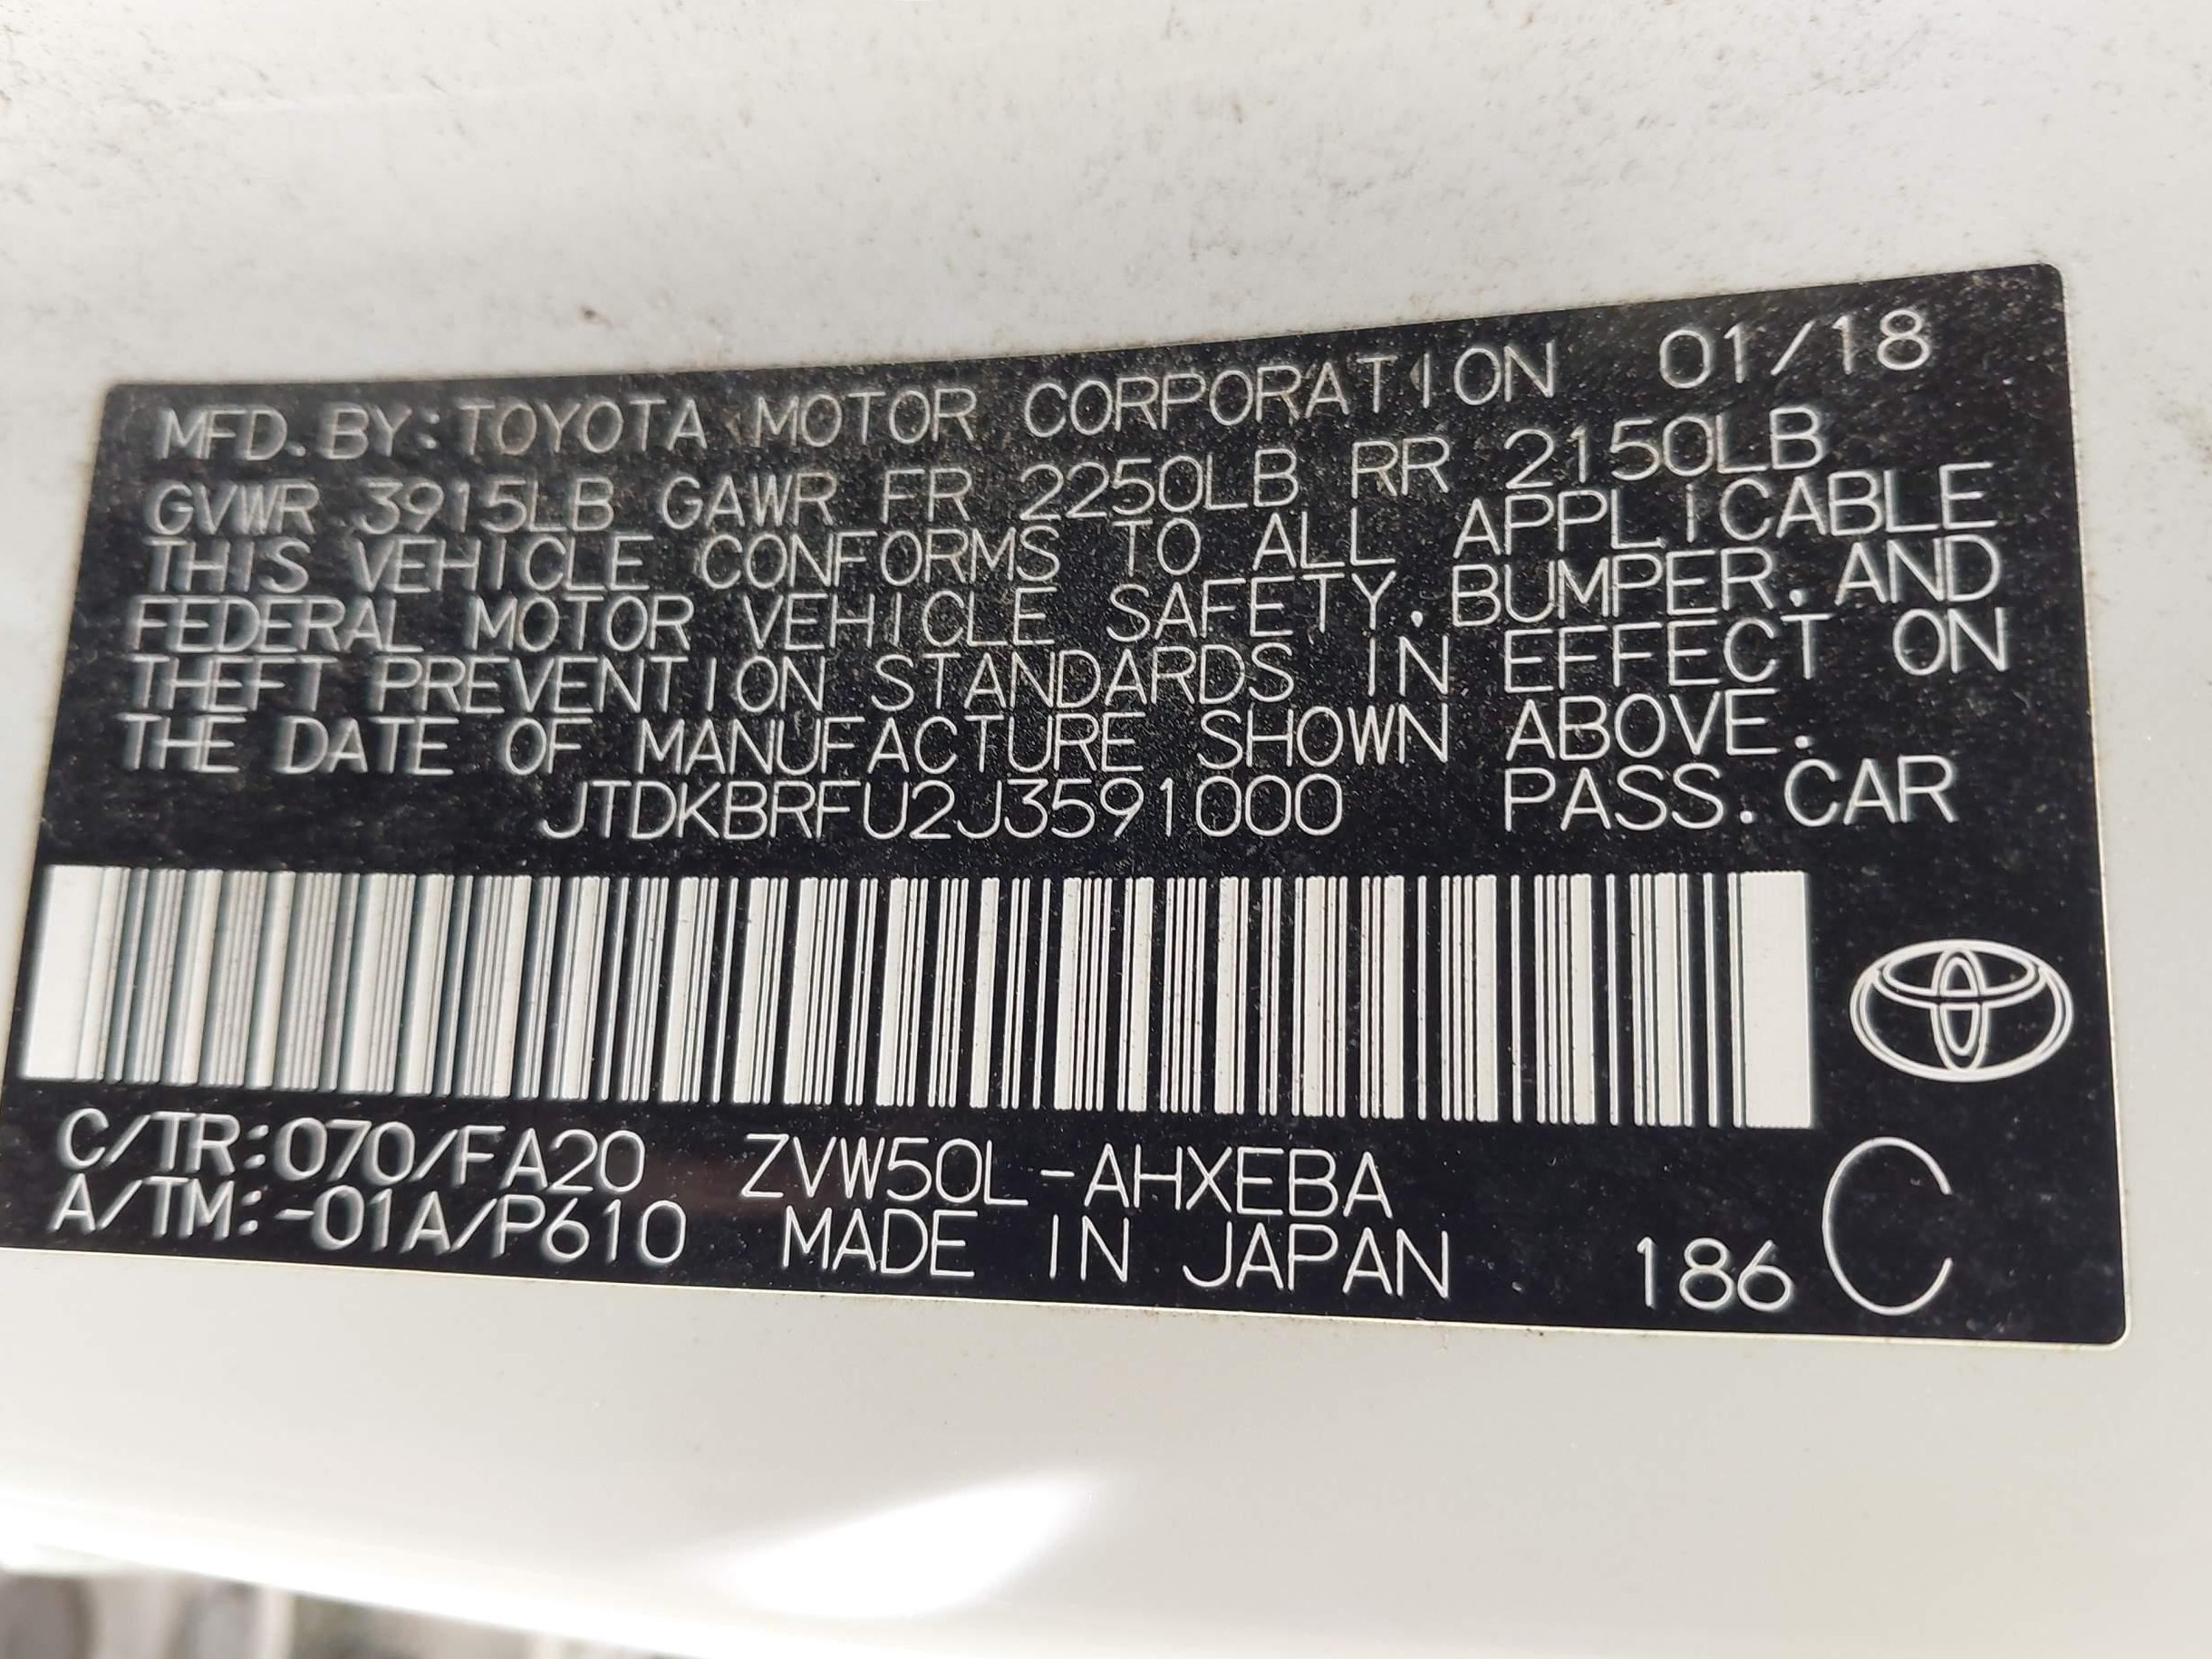 MFD.BY:TOYOTA MOTOR CORPORATION 01/18
GVWR 3915LB GAWR FR 2250LB RR 2150LB
THIS VEHICLE CONFORMS TO ALL APPLICABLE
FEDERAL MOTOR VEHICLE SAFETY,BUMPER,AND
THEFT PREVENTION STANDARDS IN EFFECT ON
THE DATE OF MANUFACTURE SHOWN ABOVE.
JTDKBRFU2J3591000 PASS.CAR
C/TR:070/FA20 ZVW50L-AHXEBA
A/TM:-01A/P610 MADE IN JAPAN 186 C